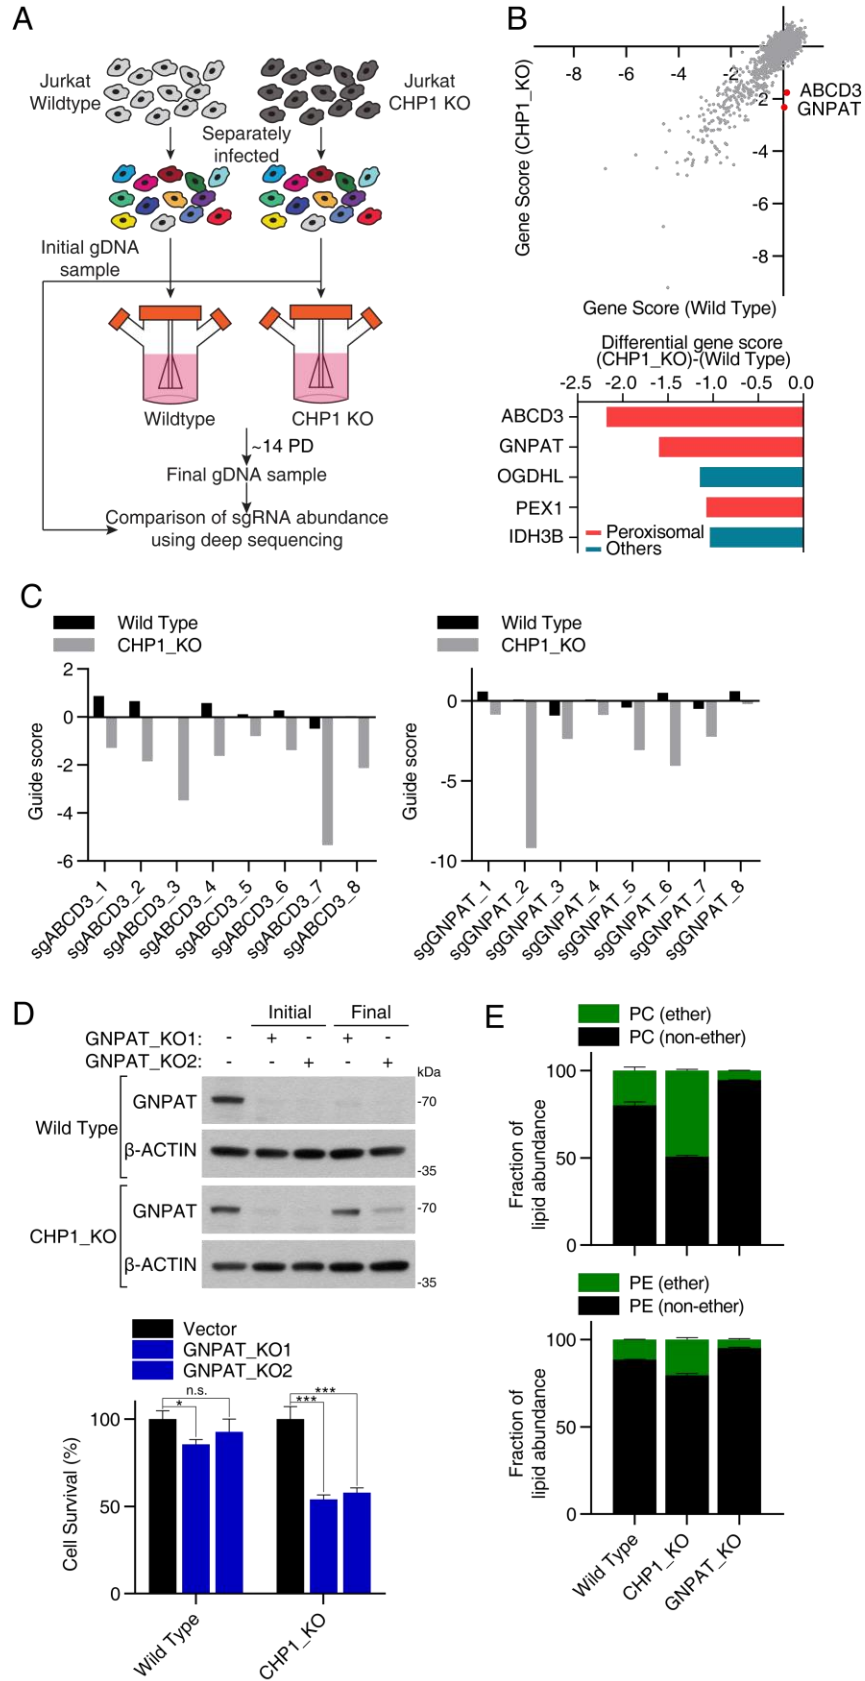 A
Jurkat
Wildtype
Jurkat
CHP1 KO
Separately
infected
Initial gDNA
sample
Wildtype
CHP1 KO
~14 PD
Final gDNA sample
Comparison of sgRNA abundance
using deep sequencing
B
Gene Score (CHP1_KO)
-8 -6 -4 -2
-2
-4
-6
-8
ABCD3
GNPAT
Gene Score (Wild Type)
Differential gene score
(CHP1_KO)-(Wild Type)
-2.5 -2.0 -1.5 -1.0 -0.5 0.0
ABCD3
GNPAT
OGDHL
PEX1
IDH3B
Peroxisomal
Others
C
Wild Type
CHP1_KO
Guide score
2
0
-2
-4
-6
sgABCD3_1
sgABCD3_2
sgABCD3_3
sgABCD3_4
sgABCD3_5
sgABCD3_6
sgABCD3_7
sgABCD3_8
Wild Type
CHP1_KO
Guide score
0
-5
-10
sgGNPAT_1
sgGNPAT_2
sgGNPAT_3
sgGNPAT_4
sgGNPAT_5
sgGNPAT_6
sgGNPAT_7
sgGNPAT_8
D
Initial Final
GNPAT_KO1: - + - + -
GNPAT_KO2: - - + - +
kDa
Wild Type
GNPAT
-70
β-ACTIN
-35
CHP1_KO
GNPAT
-70
β-ACTIN
-35
Vector
GNPAT_KO1
GNPAT_KO2
Cell Survival (%)
100
50
0
n.s.
*
***
***
Wild Type
CHP1_KO
E
PC (ether)
PC (non-ether)
Fraction of
lipid abundance
100
50
0
PE (ether)
PE (non-ether)
Fraction of
lipid abundance
100
50
0
Wild Type
CHP1_KO
GNPAT_KO